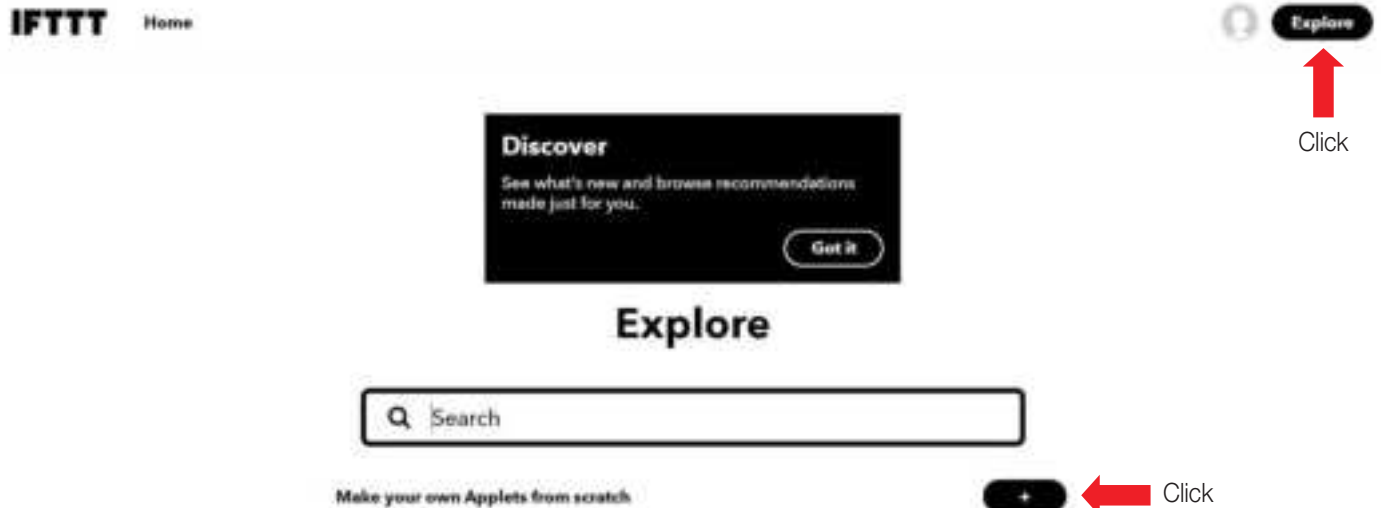 IFTTT Home Explore
Click
Discover
See what's new and browse recommendations
made just for you.
Got it
Explore
Search
Make your own Applets from scratch + Click